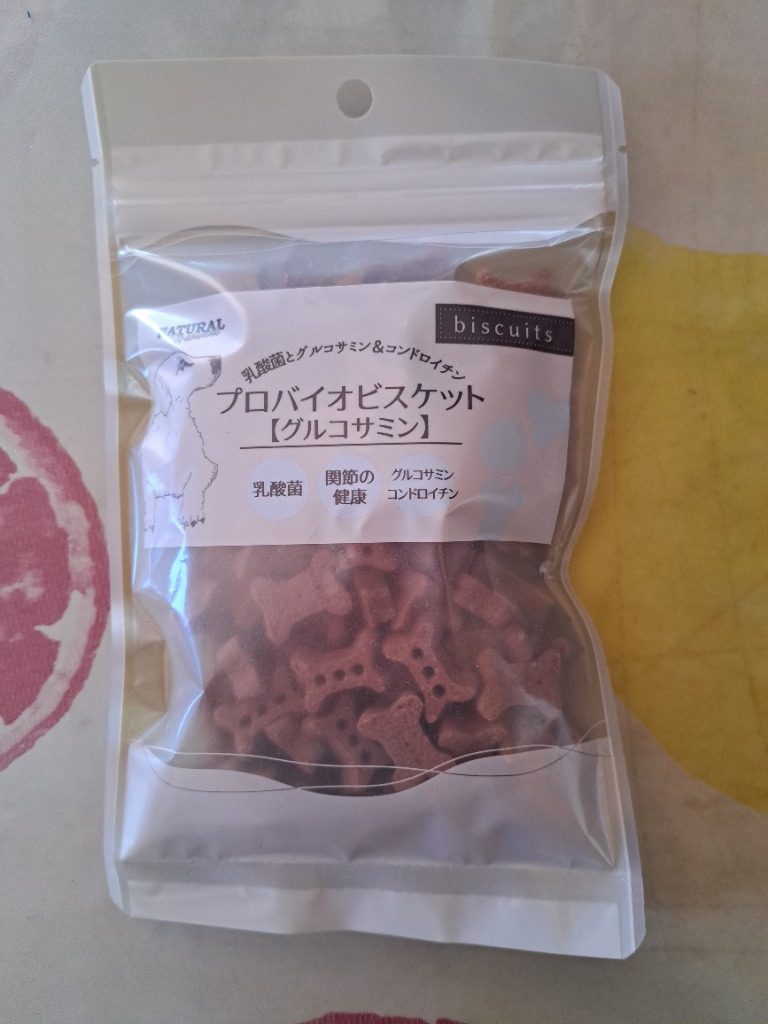 NATURAL
biscuits
乳酸菌とグルコサミン&コンドロイチン
プロバイオビスケット
【グルコサミン】
乳酸菌
関節の
健康
グルコサミン
コンドロイチン